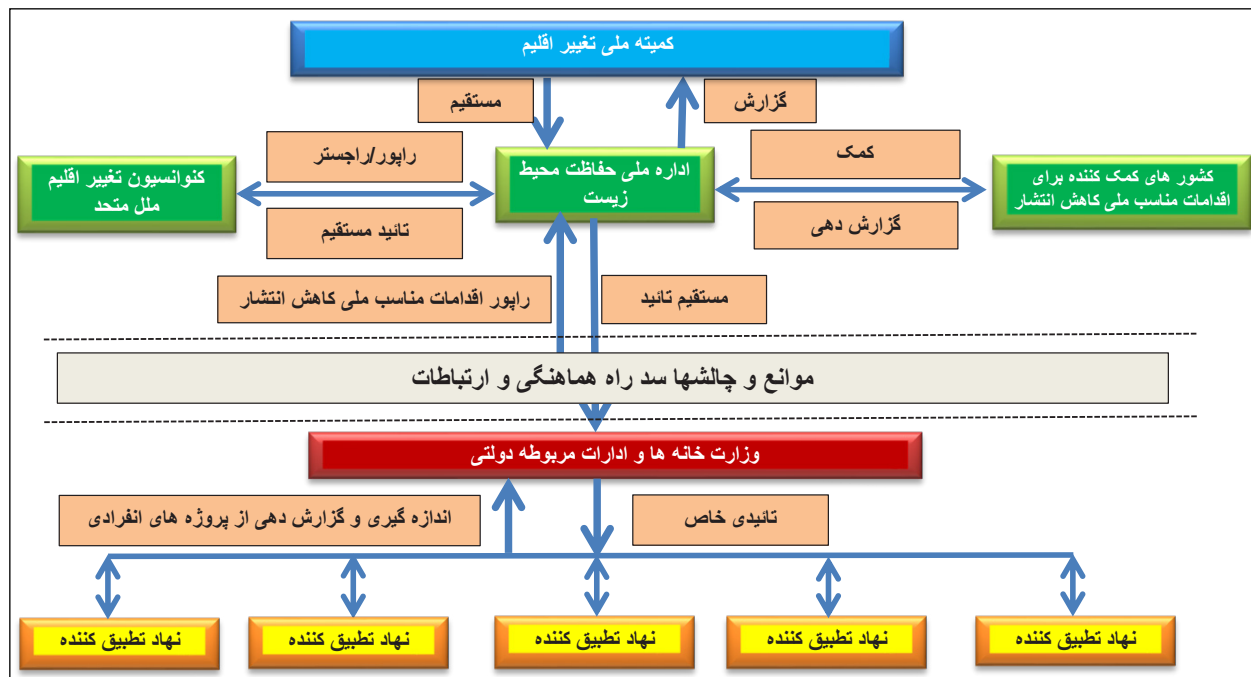 کمیته ملی تغییر اقلیم
گزارش
مستقیم
راپور/راجستر
کمک
کنوانسیون تغییر اقلیم
ملل متحد
اداره ملی حفاظت محیط
زیست
کشور های کمک کننده برای
اقدامات مناسب ملی کاهش انتشار
تائید مستقیم
گزارش دهی
راپور اقدامات مناسب ملی کاهش انتشار
مستقیم تائید
موانع و چالشها سد راه هماهنگی و ارتباطات
وزارت خانه ها و ادارات مربوطه دولتی
تائیدی خاص
اندازه گیری و گزارش دهی از پروژه های انفرادی
نهاد تطبیق کننده
نهاد تطبیق کننده
نهاد تطبیق کننده
نهاد تطبیق کننده
نهاد تطبیق کننده